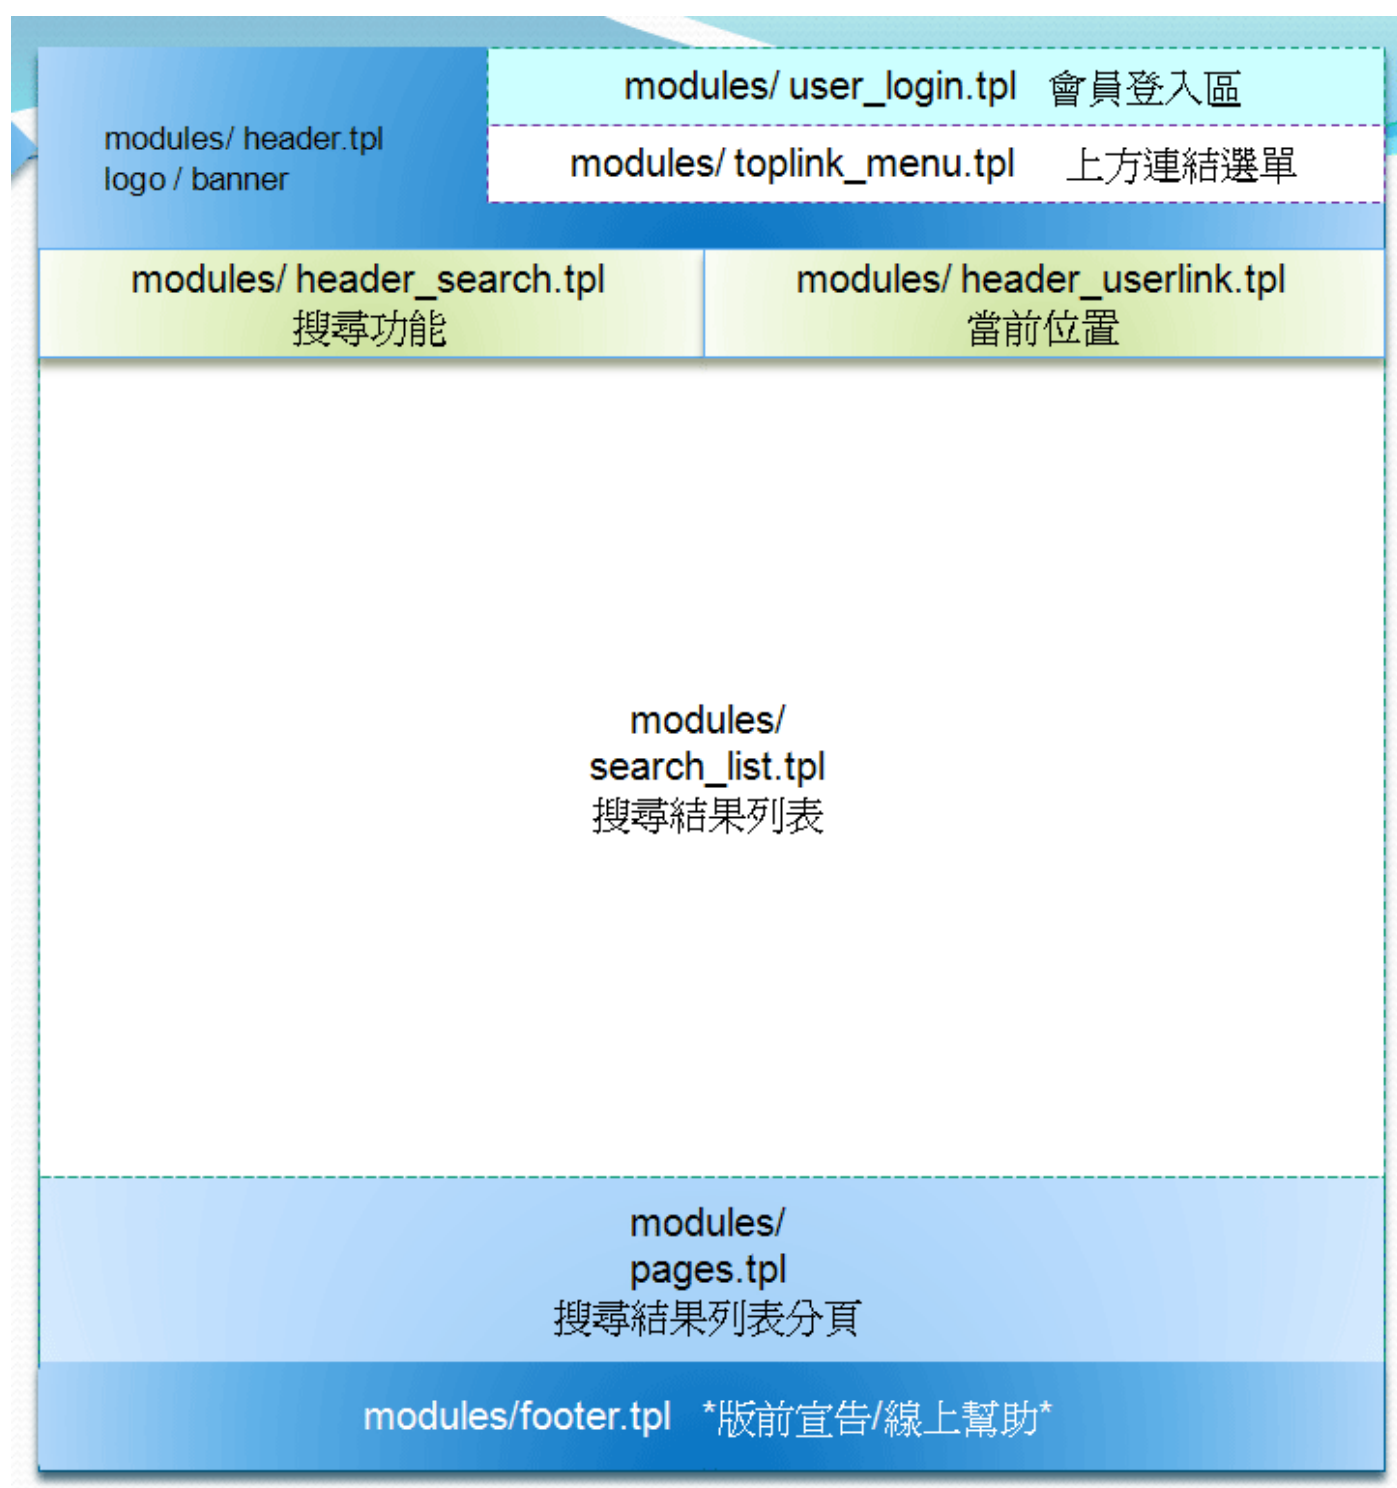 modules/ user_login.tpl 會員登入區
modules/ header.tpl
logo / banner
modules/ toplink_menu.tpl 上方連結選單
modules/ header_search.tpl
搜尋功能
modules/ header_userlink.tpl
當前位置
modules/
search_list.tpl
搜尋結果列表
modules/
pages.tpl
搜尋結果列表分頁
modules/footer.tpl *版前宣告/線上幫助*